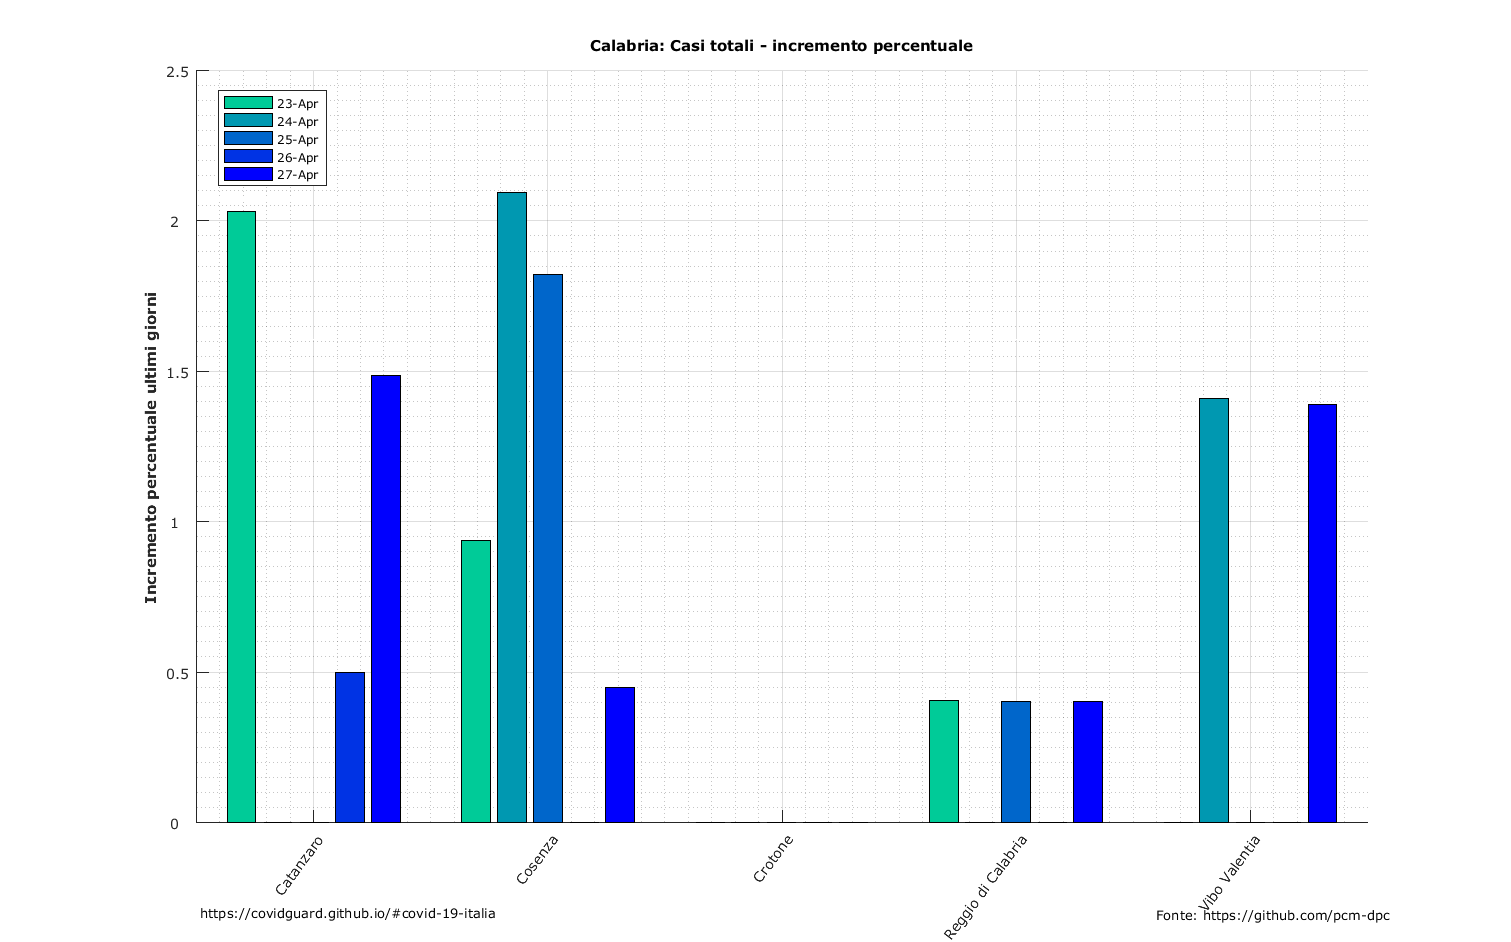 Calabria: Casi totali - incremento percentuale
2.5
2
1.5
1
0.5
0
Incremento percentuale ultimi giorni
23-Apr
24-Apr
25-Apr
26-Apr
27-Apr
Catanzaro
Cosenza
Crotone
Reggio di Calabria
Vibo Valentia
https://covidguard.github.io/#covid-19-italia
Fonte: https://github.com/pcm-dpc